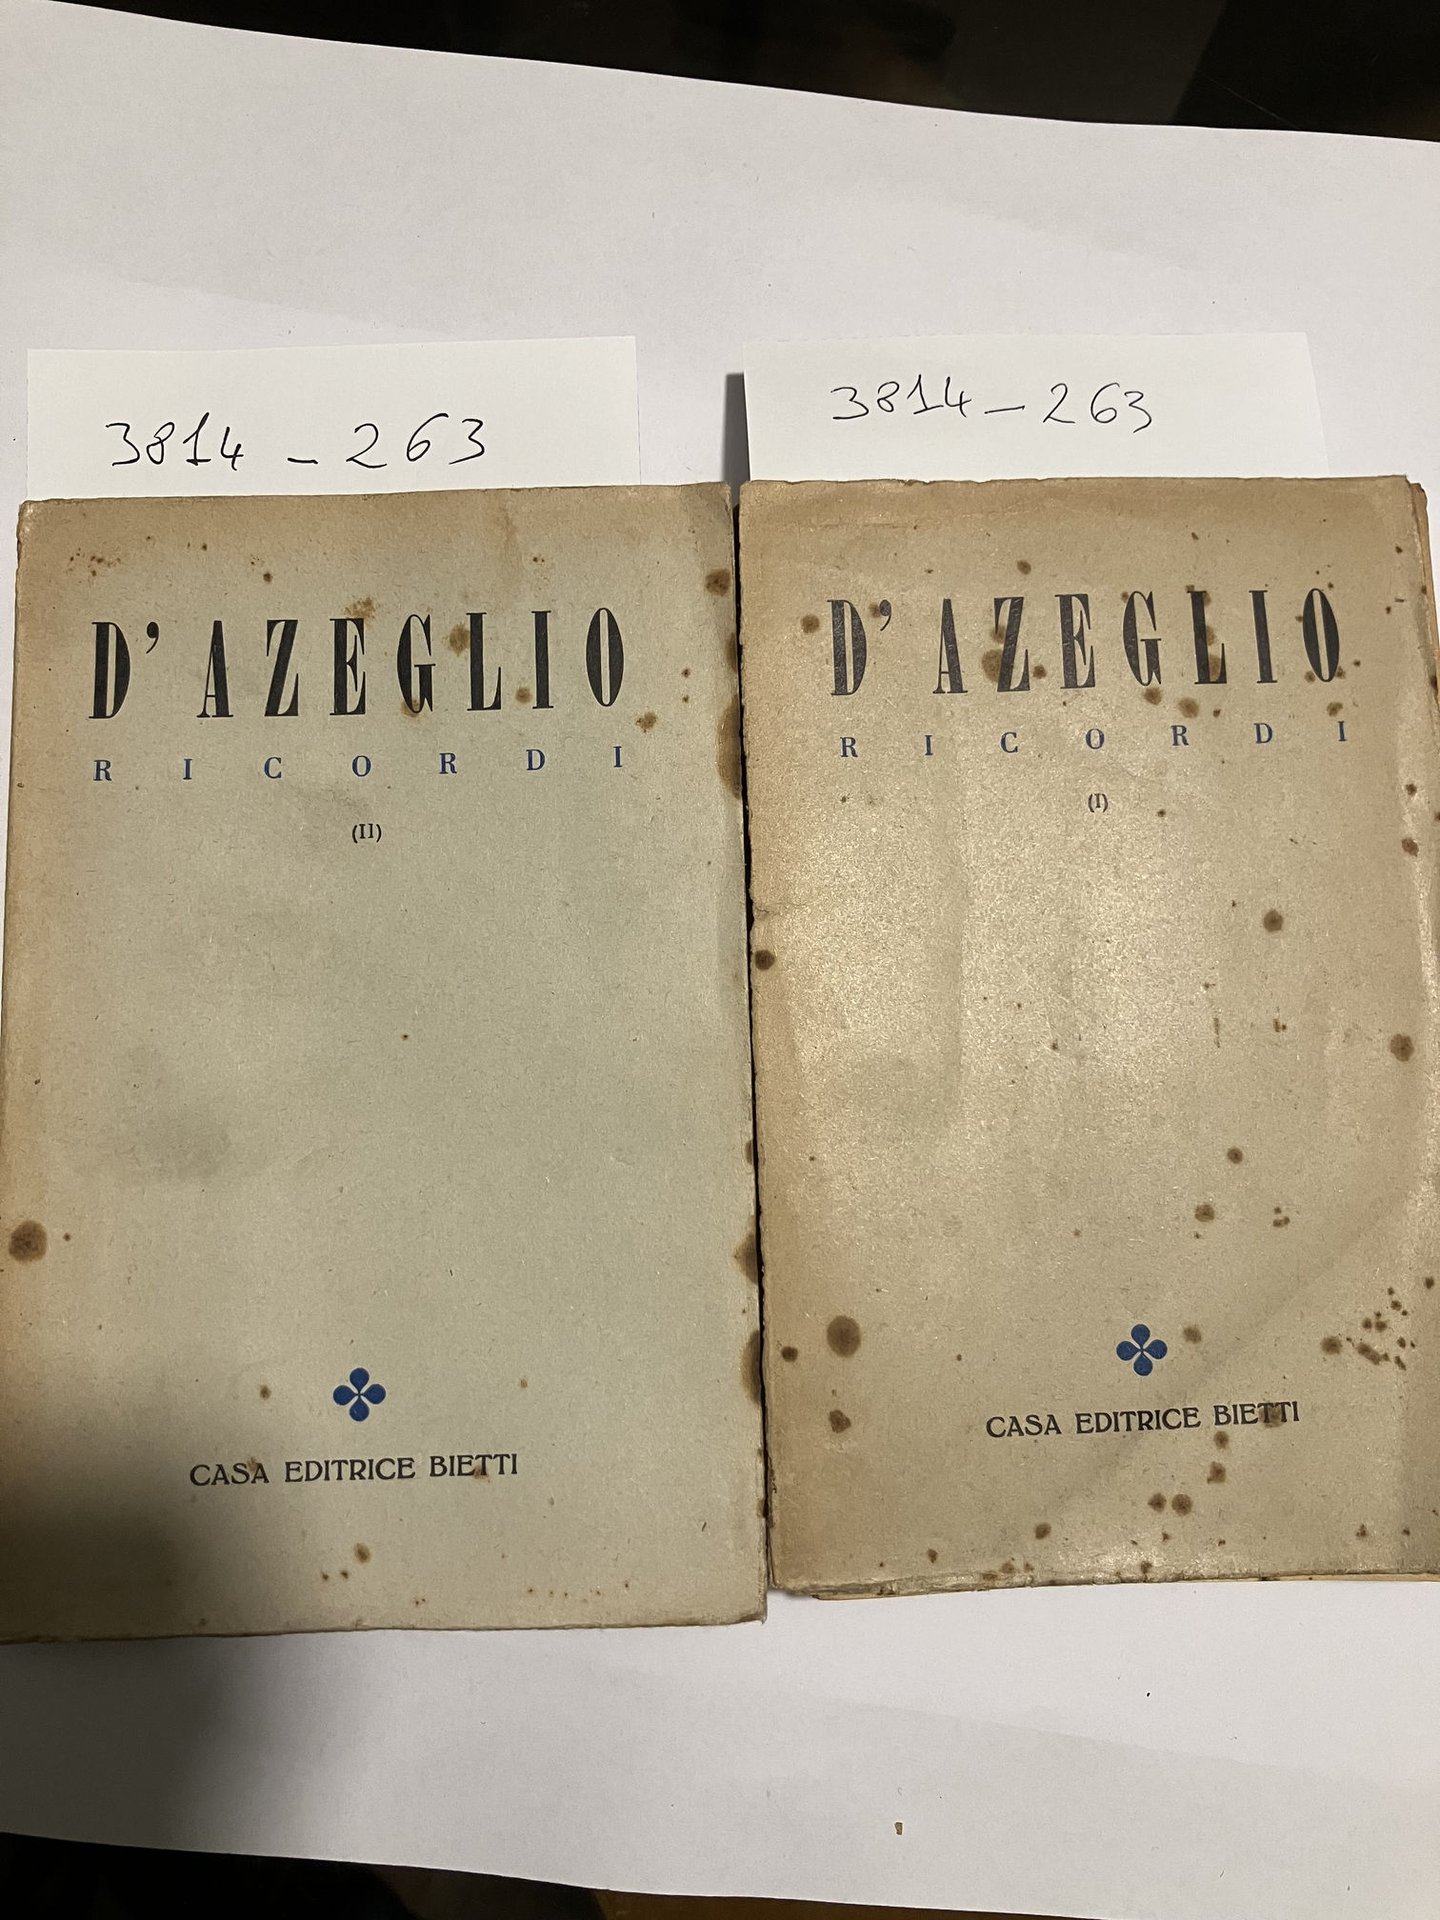 3814 - 263
D'AZEGLIO
RICORDI
(II)
CASA EDITRICE BIETTI
3814 - 263
D'AZEGLIO
RICORDI
(I)
CASA EDITRICE BIETTI